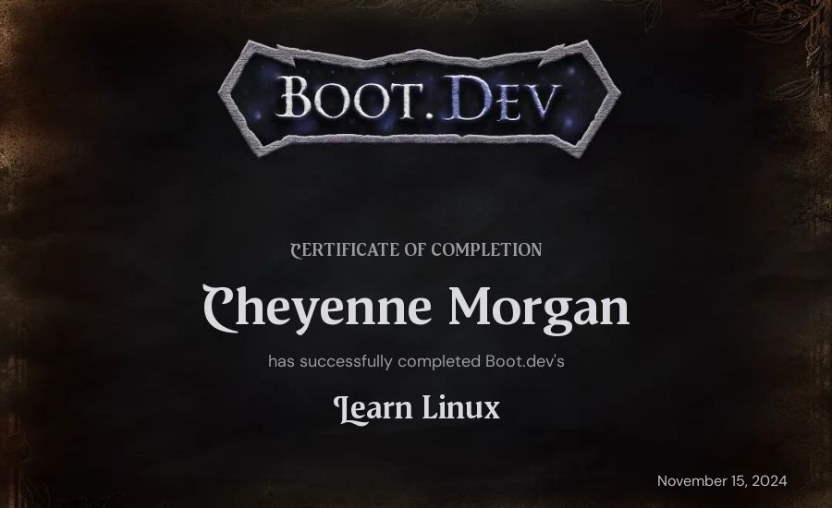 BOOT.DEV
CERTIFICATE OF COMPLETION
Cheyenne Morgan
has successfully completed Boot.dev's
Learn Linux
November 15, 2024